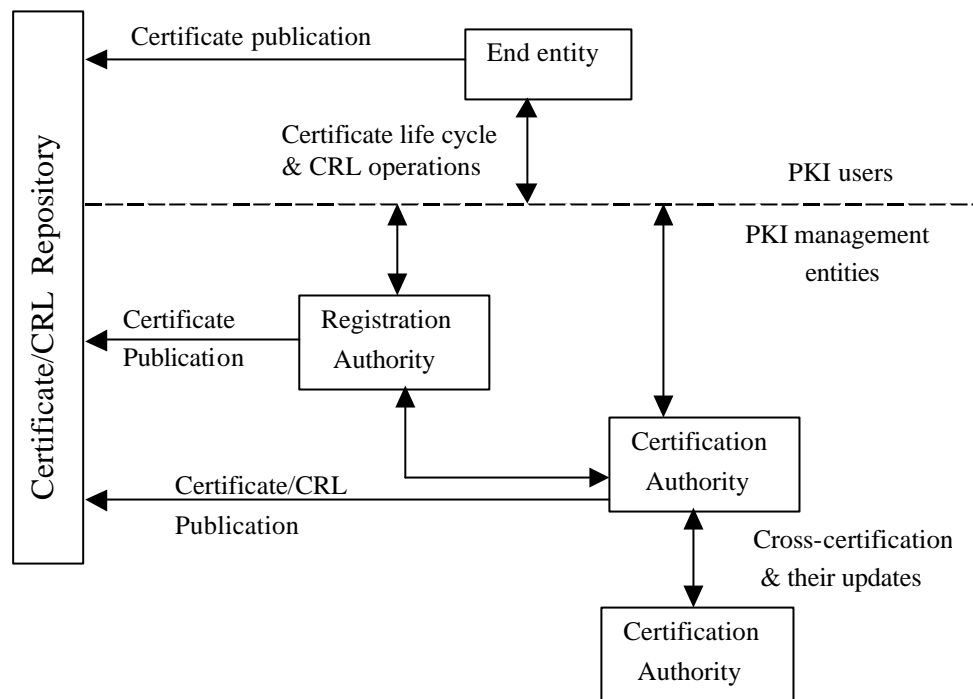 Certificate publication
End entity
Certificate life cycle
& CRL operations
PKI users
PKI management
entities
Certificate/CRL Repository
Certificate
Publication
Registration
Authority
Certification
Authority
Certificate/CRL
Publication
Cross-certification
& their updates
Certification
Authority